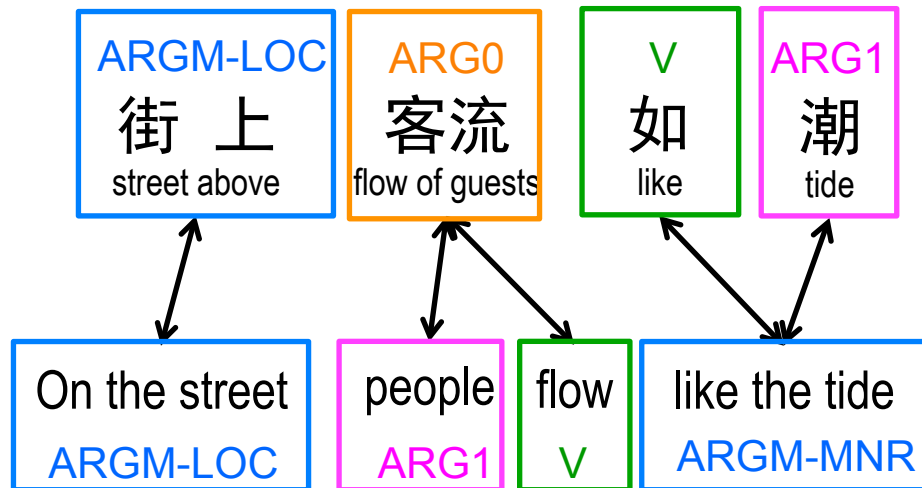 ARGM-LOC ARG0 V ARG1
街 上 客流 如 潮
street above flow of guests like tide
On the street people flow like the tide
ARGM-LOC ARG1 V ARGM-MNR